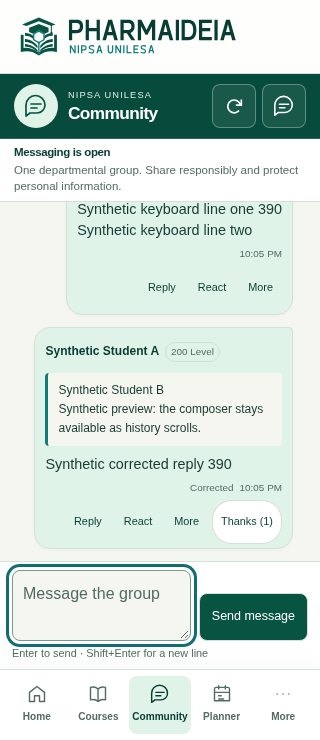 PHARMAIDEIA
NIPSA UNILESA
NIPSA UNILESA
Community
Messaging is open
One departmental group. Share responsibly and protect
personal information.
Synthetic keyboard line one 390
Synthetic keyboard line two
10:05 PM
Reply React More
Synthetic Student A 200 Level
Synthetic Student B
Synthetic preview: the composer stays
available as history scrolls.
Synthetic corrected reply 390
Corrected 10:05 PM
Reply React More Thanks (1)
Message the group
Send message
Enter to send · Shift+Enter for a new line
Home Courses Community Planner More